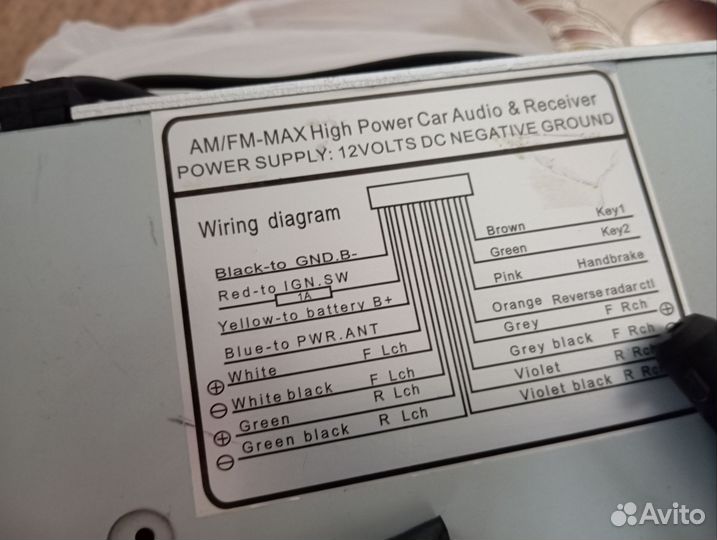 AM/FM-MAX High Power Car Audio & Receiver
POWER SUPPLY: 12VOLTS DC NEGATIVE GROUND
Wiring diagram
Black-to GND.B-
Red-to IGN.SW
1A
Yellow-to battery B+
Blue-to PWR.ANT
⊕ White F Lch
⊖ White black F Lch
⊕ Green R Lch
⊖ Green black R Lch
Brown Key1
Green Key2
Pink Handbrake
Orange Reverse radar ctl
Grey F Rch ⊕
Grey black F Rch
Violet R Rch
Violet black R Rch
Avito